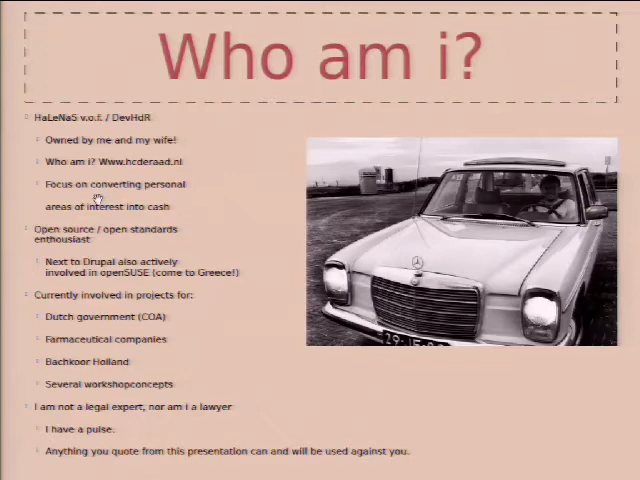 Who am i?
HaLeNaS v.o.f. / DevHdR
Owned by me and my wife!
Who am i? Www.hcderaad.nl
Focus on converting personal
areas of interest into cash
Open source / open standards
enthousiast
Next to Drupal also actively
involved in openSUSE (come to Greece!)
Currently involved in projects for:
Dutch government (COA)
Farmaceutical companies
Bachkoor Holland
Several workshopconcepts
I am not a legal expert, nor am i a lawyer
I have a pulse.
Anything you quote from this presentation can and will be used against you.